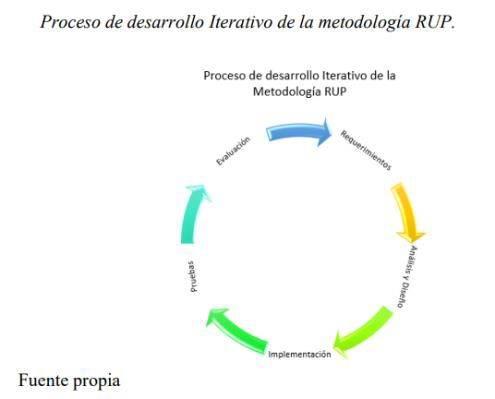 Proceso de desarrollo Iterativo de la metodología RUP.
Proceso de desarrollo Iterativo de la
Metodología RUP
Requerimientos
Análisis y Diseño
Implementación
Pruebas
Evaluación
Fuente propia